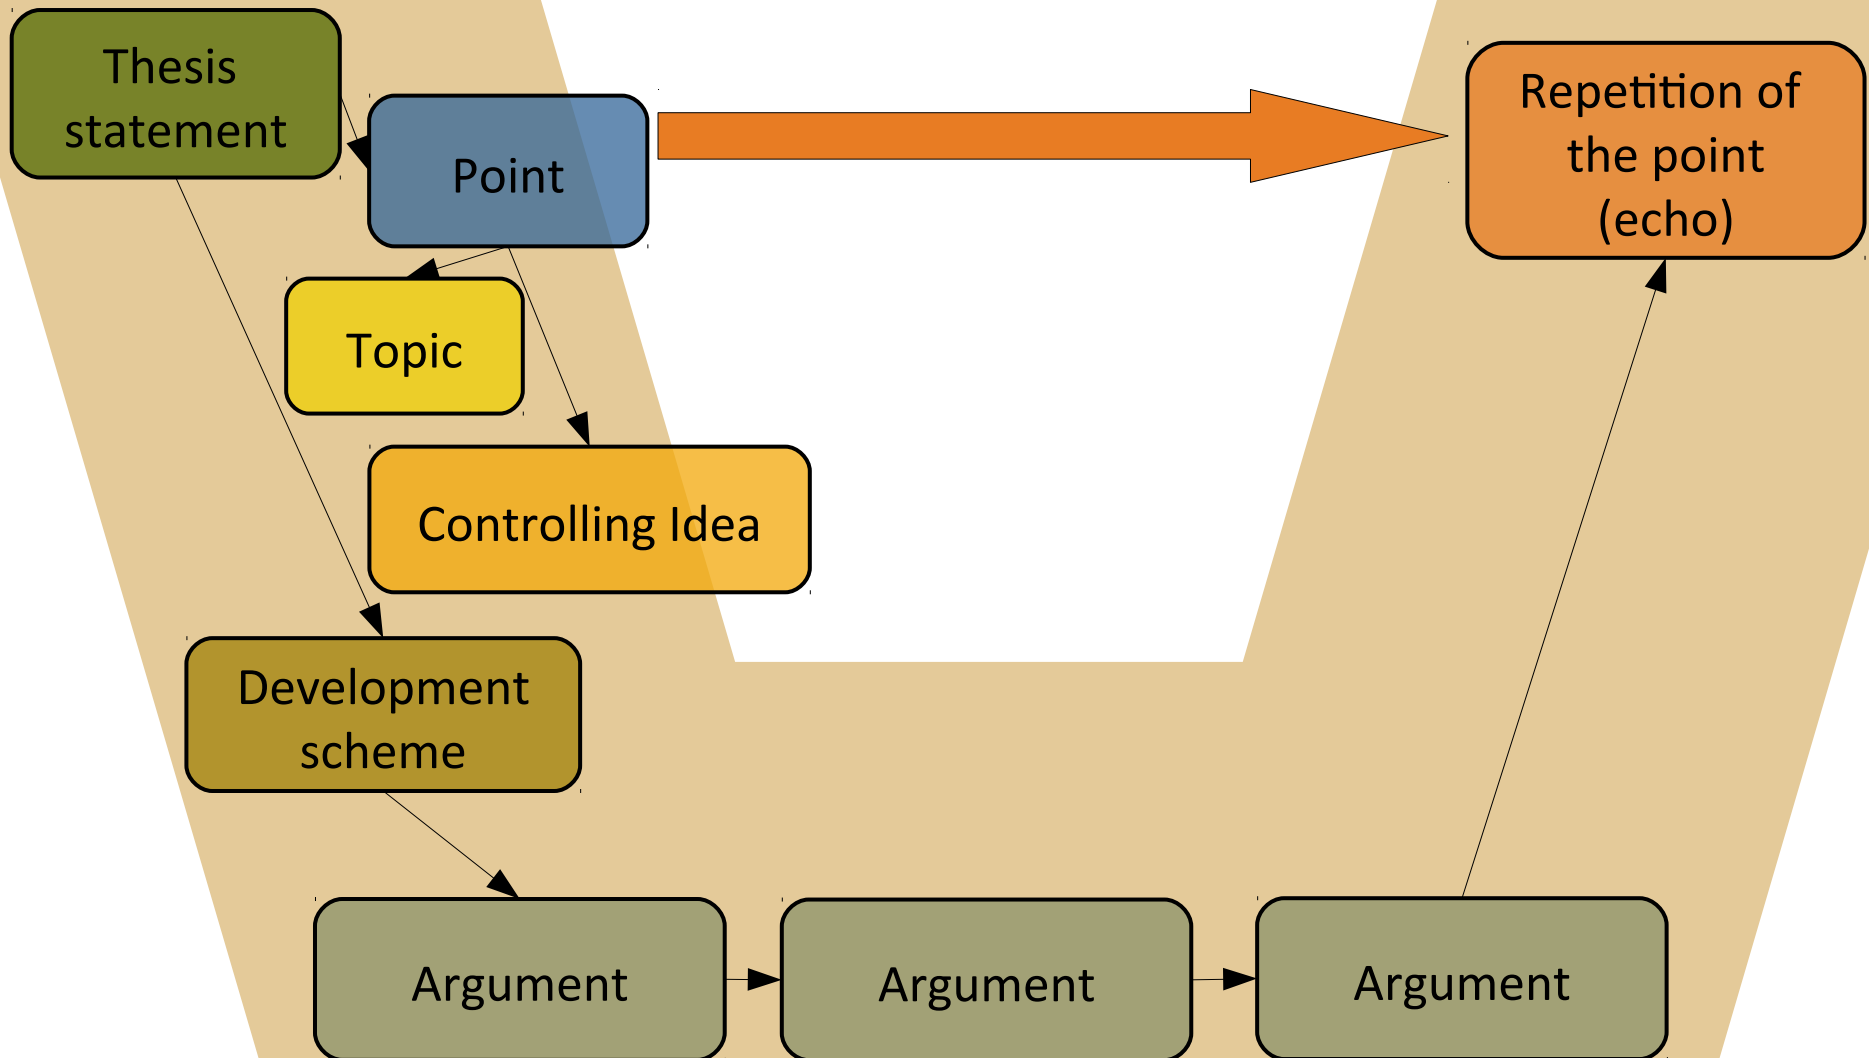 Thesis
statement
Point
Repetition of
the point
(echo)
Topic
Controlling Idea
Development
scheme
Argument
Argument
Argument